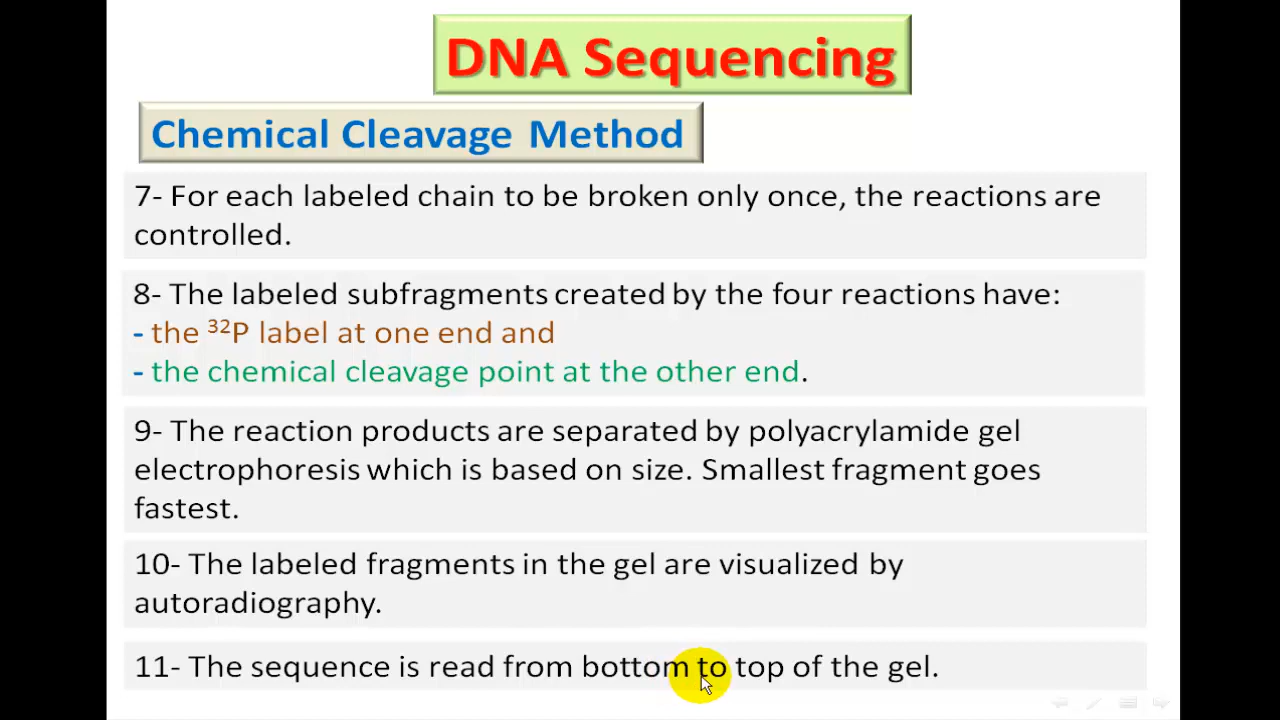 DNA Sequencing
Chemical Cleavage Method
7- For each labeled chain to be broken only once, the reactions are
controlled.
8- The labeled subfragments created by the four reactions have:
- the ³²P label at one end and
- the chemical cleavage point at the other end.
9- The reaction products are separated by polyacrylamide gel
electrophoresis which is based on size. Smallest fragment goes
fastest.
10- The labeled fragments in the gel are visualized by
autoradiography.
11- The sequence is read from bottom to top of the gel.